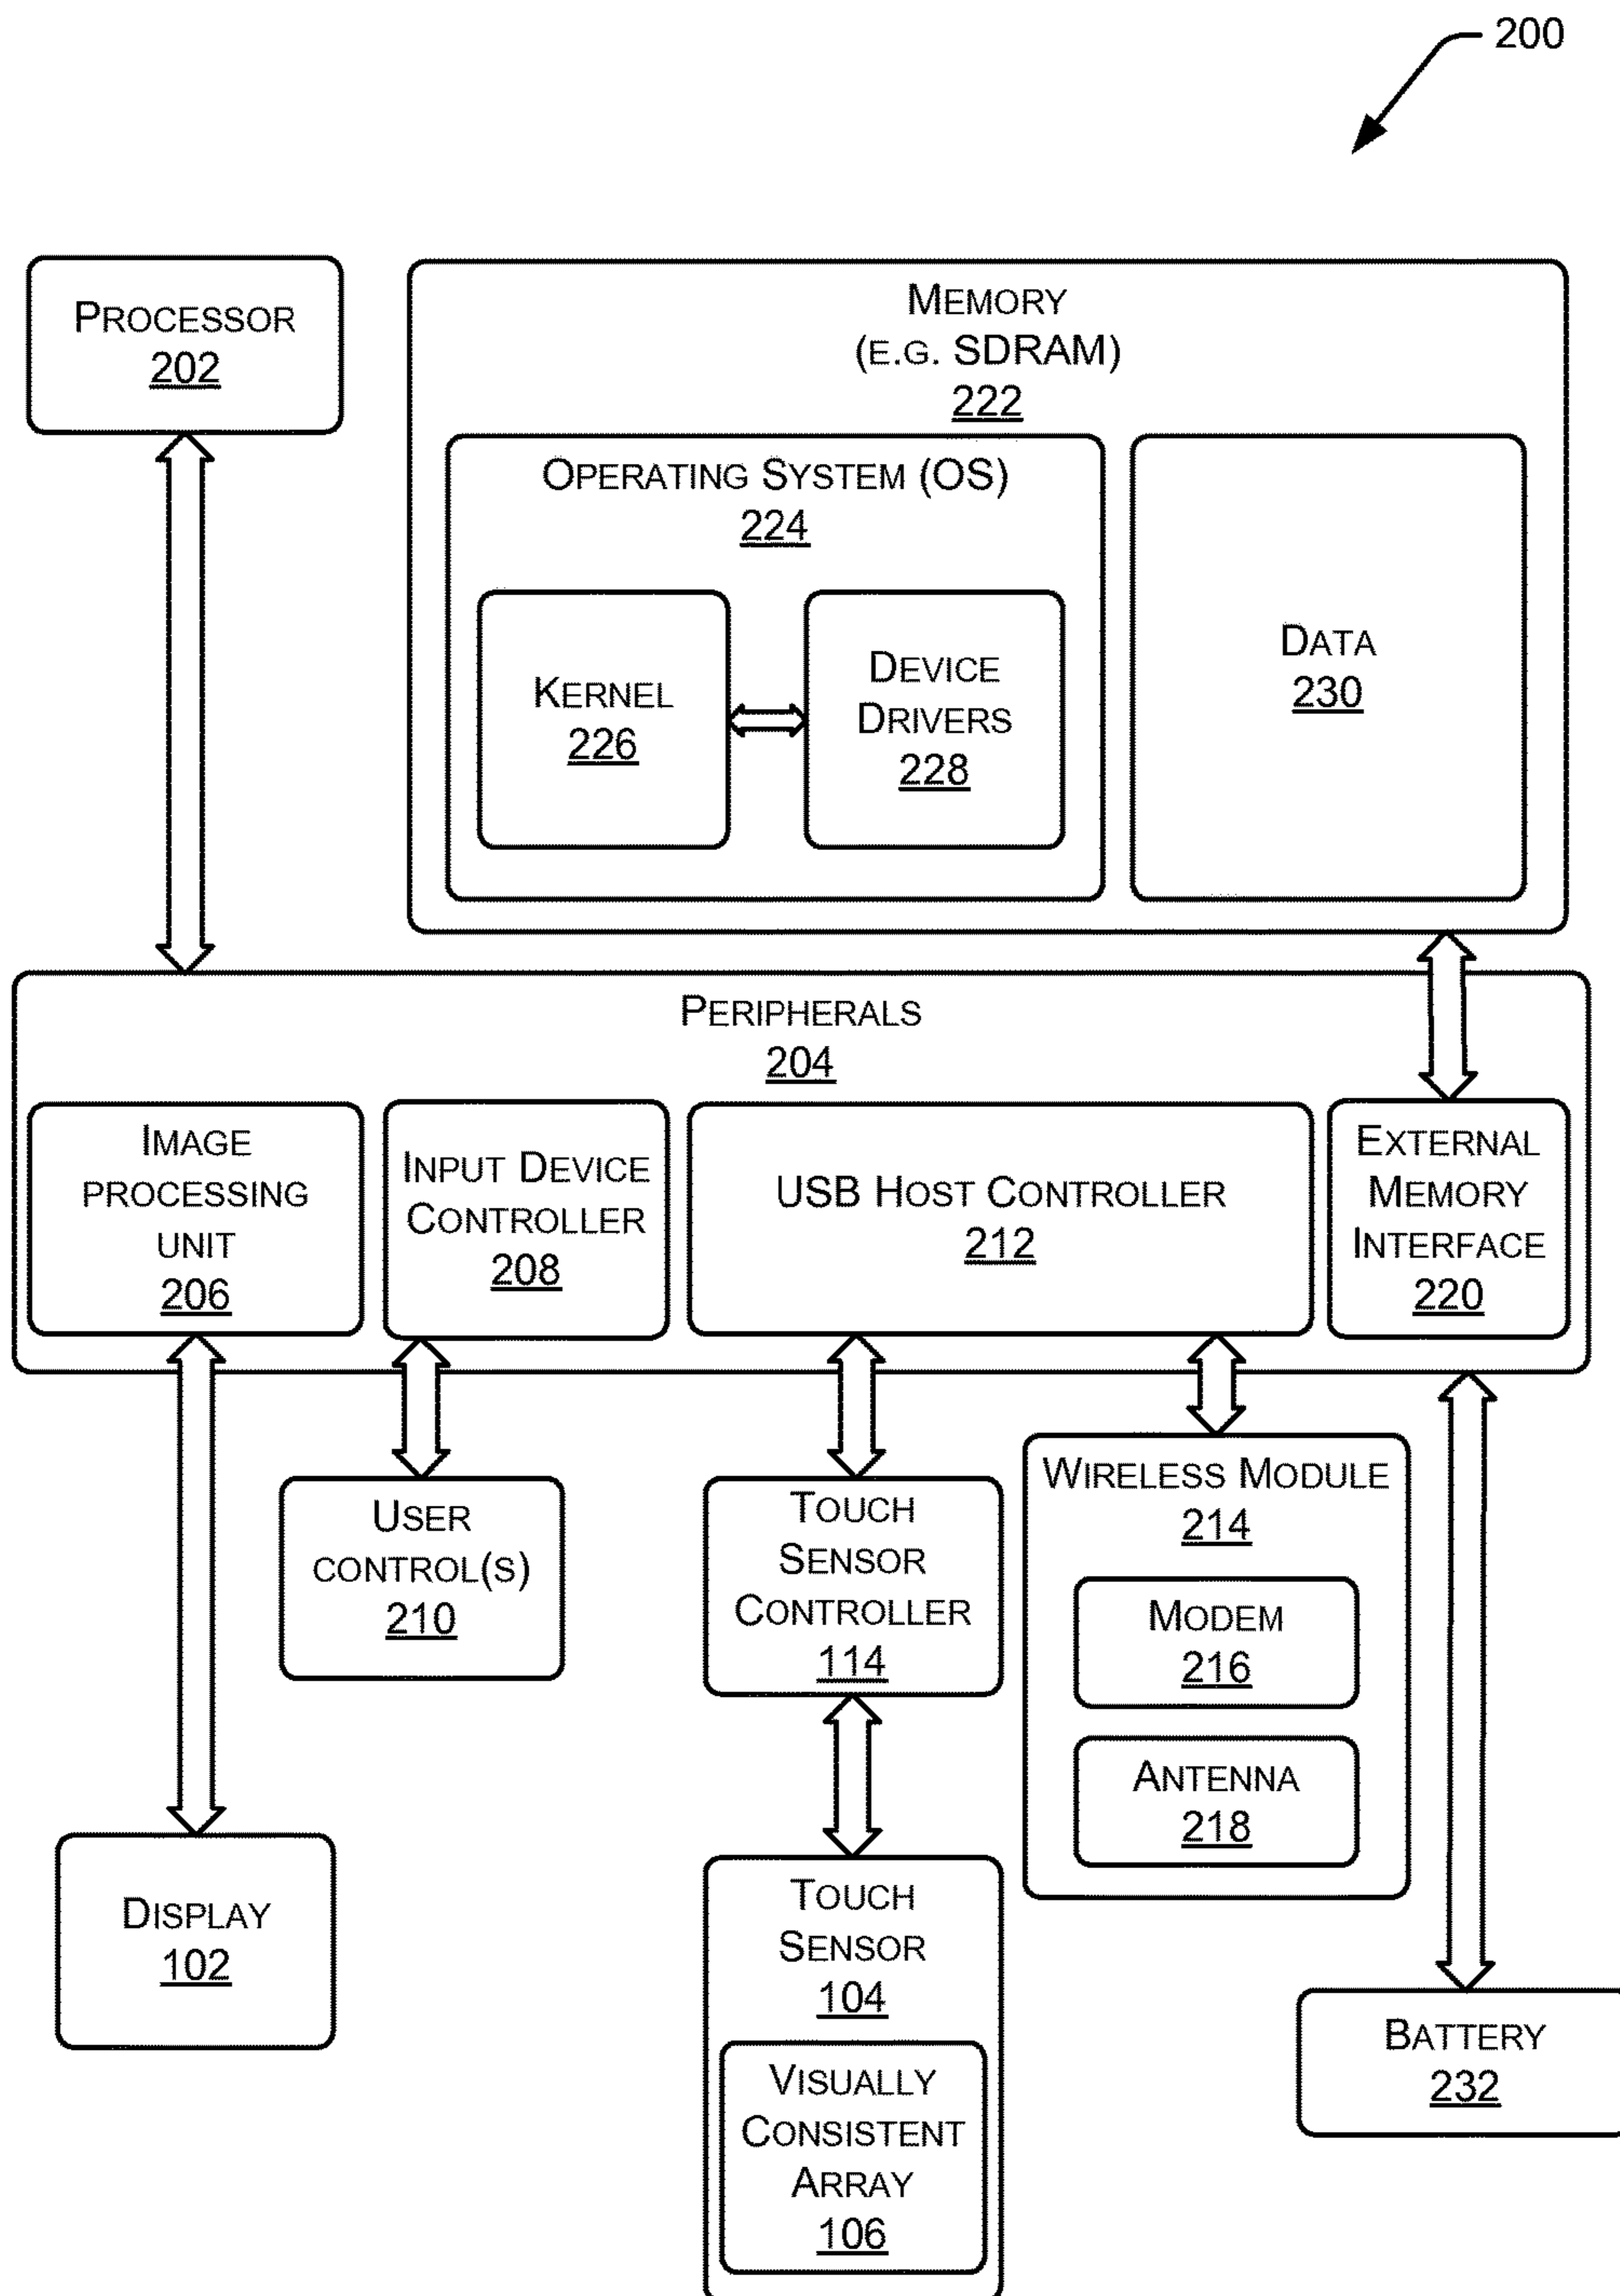 200
PROCESSOR
202
MEMORY
(E.G. SDRAM)
222
OPERATING SYSTEM (OS)
224
KERNEL
226
DEVICE
DRIVERS
228
DATA
230
PERIPHERALS
204
IMAGE
PROCESSING
UNIT
206
INPUT DEVICE
CONTROLLER
208
USB HOST CONTROLLER
212
EXTERNAL
MEMORY
INTERFACE
220
USER
CONTROL(S)
210
TOUCH
SENSOR
CONTROLLER
114
WIRELESS MODULE
214
MODEM
216
ANTENNA
218
DISPLAY
102
TOUCH
SENSOR
104
VISUALLY
CONSISTENT
ARRAY
106
BATTERY
232